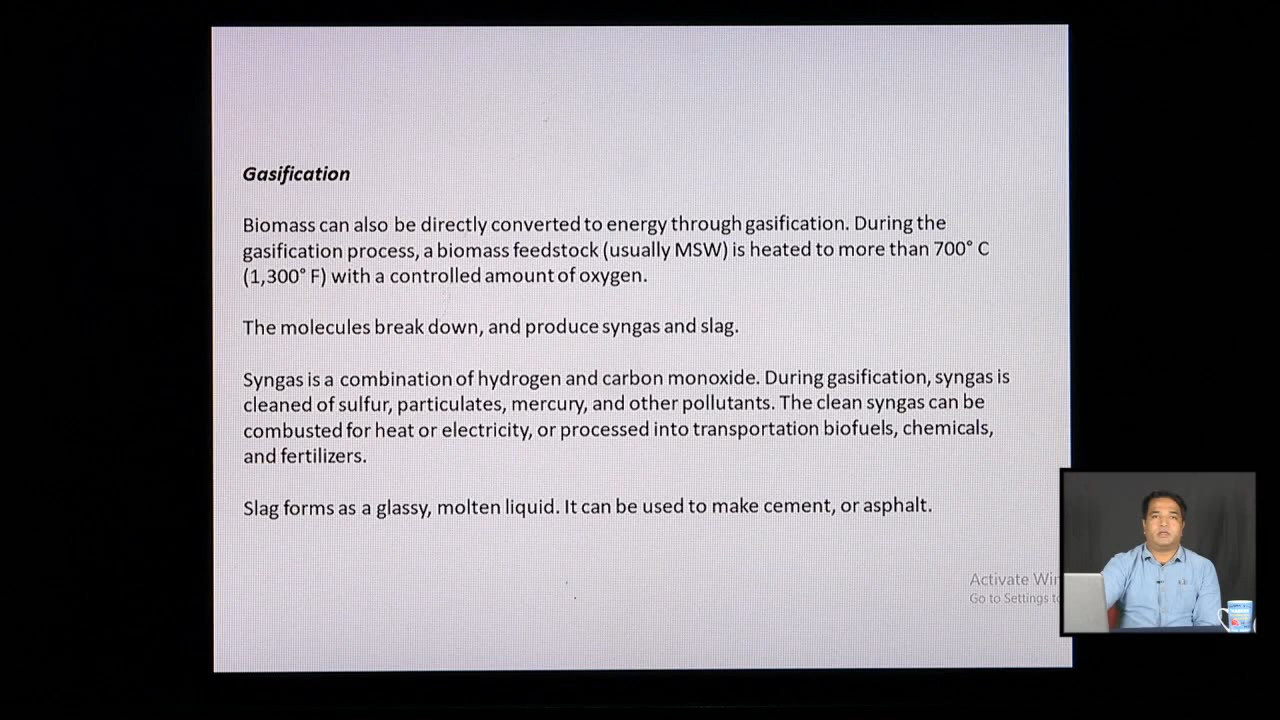 Gasification
Biomass can also be directly converted to energy through gasification. During the
gasification process, a biomass feedstock (usually MSW) is heated to more than 700° C
(1,300° F) with a controlled amount of oxygen.
The molecules break down, and produce syngas and slag.
Syngas is a combination of hydrogen and carbon monoxide. During gasification, syngas is
cleaned of sulfur, particulates, mercury, and other pollutants. The clean syngas can be
combusted for heat or electricity, or processed into transportation biofuels, chemicals,
and fertilizers.
Slag forms as a glassy, molten liquid. It can be used to make cement, or asphalt.
Activate
Go to Settings